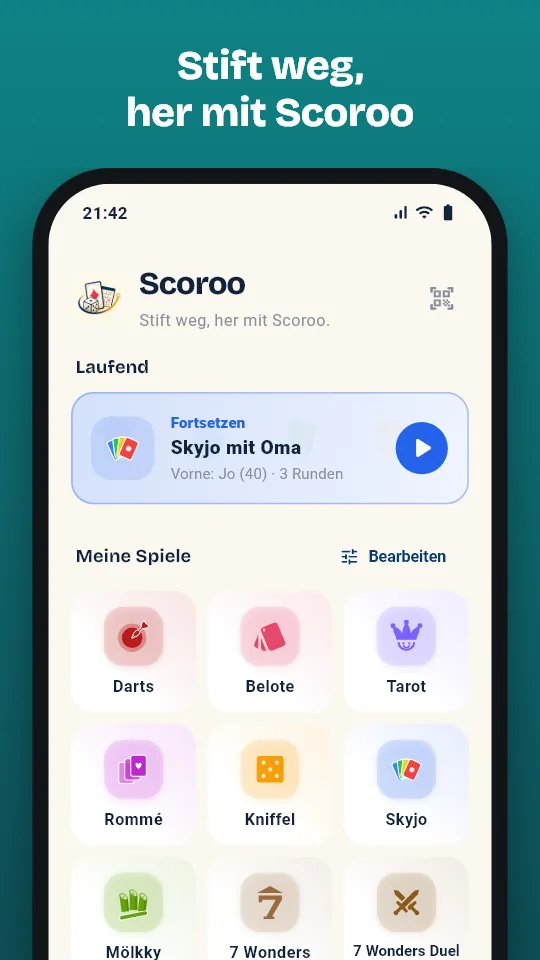 Stift weg,
her mit Scoroo
21:42
Scoroo
Stift weg, her mit Scoroo.
Laufend
Fortsetzen
Skyjo mit Oma
Vorne: Jo (40) · 3 Runden
Meine Spiele
Bearbeiten
Darts
Belote
Tarot
Rommé
Kniffel
Skyjo
7
Mölkky
7 Wonders
7 Wonders Duel